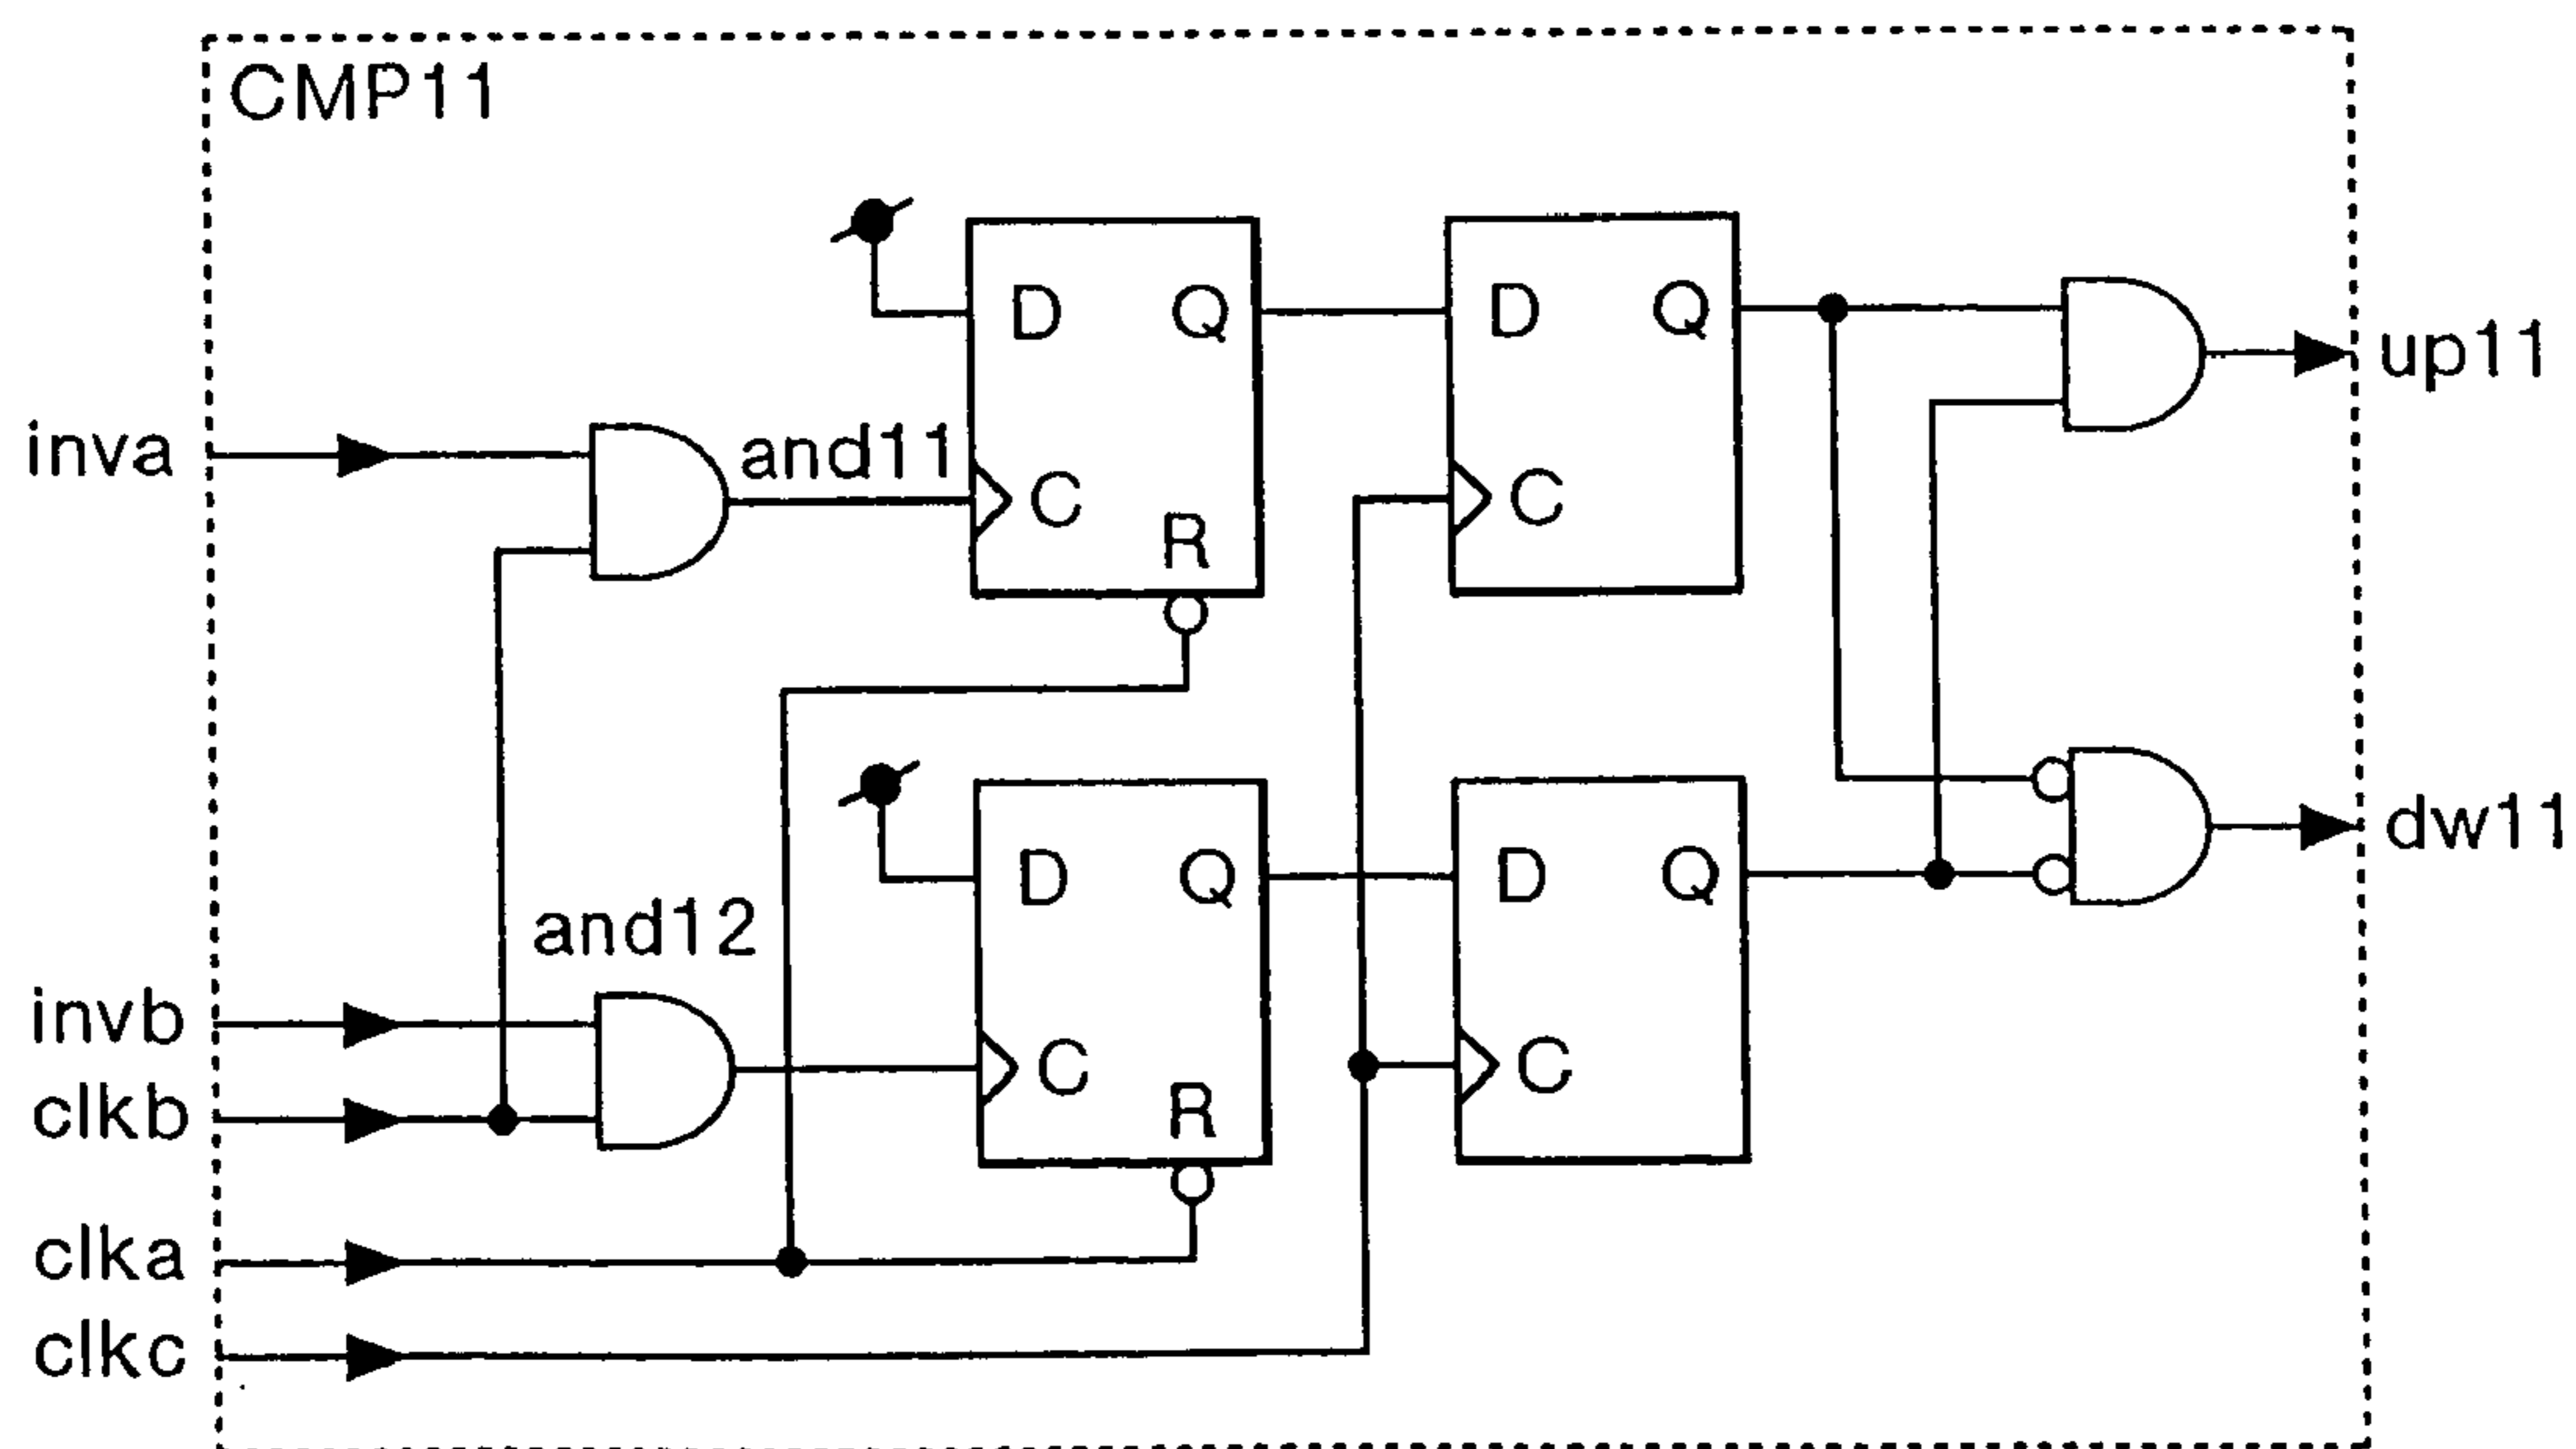 CMP11
D Q D Q
up11
inva
and11
C C
R
D Q D Q
dw11
and12
invb
C C
clkb
R
clka
clkc